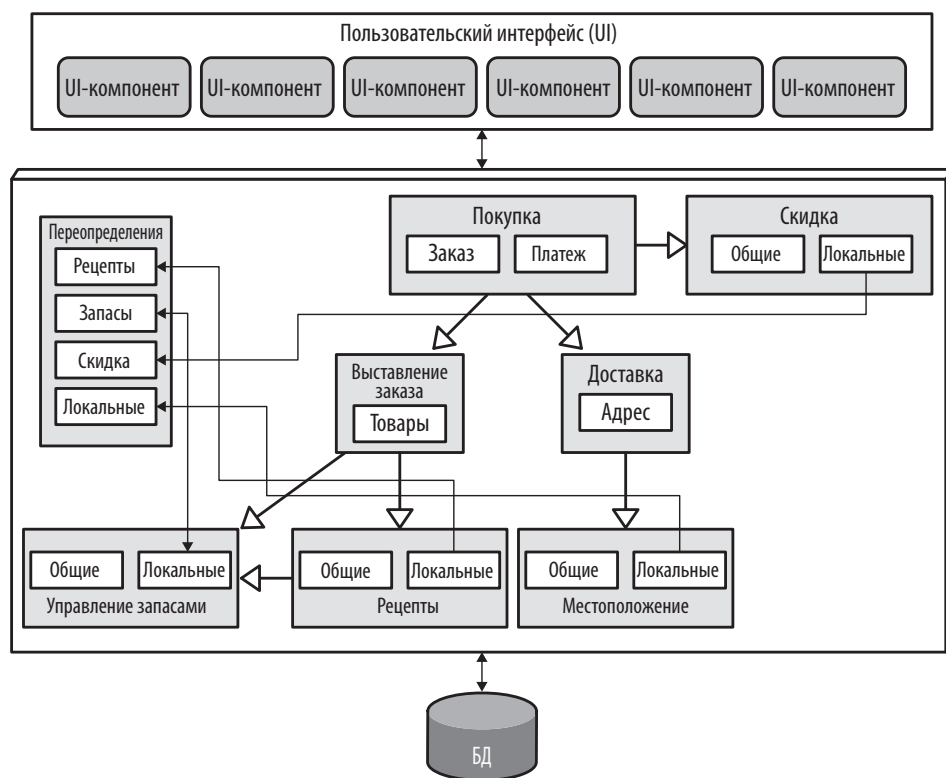 Пользовательский интерфейс (UI)
UI-компонент
UI-компонент
UI-компонент
UI-компонент
UI-компонент
UI-компонент
Переопределения
Рецепты
Запасы
Скидка
Локальные
Покупка
Заказ
Платеж
Скидка
Общие
Локальные
Выставление
заказа
Товары
Доставка
Адрес
Общие
Локальные
Управление запасами
Общие
Локальные
Рецепты
Общие
Локальные
Местоположение
БД